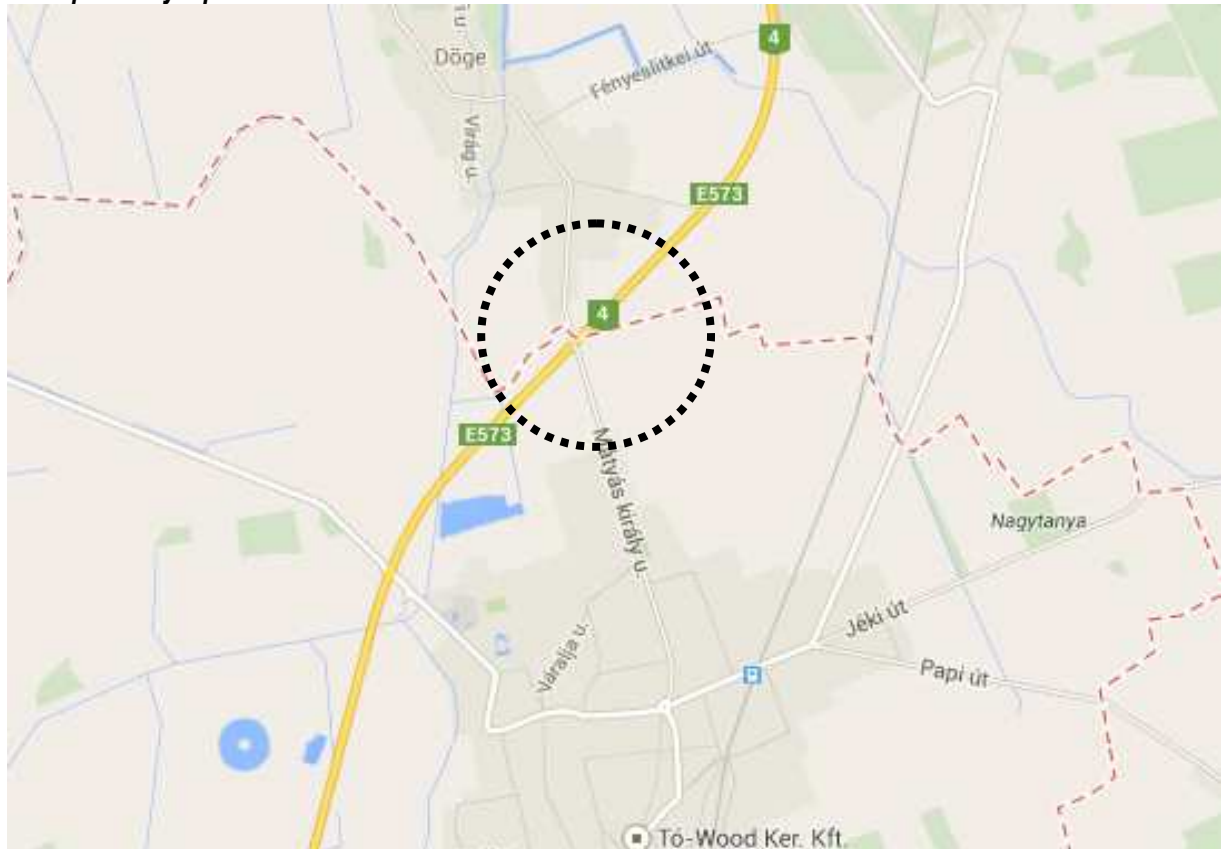 Döge
4
Fényeslitkei út
Virág u.
E573
4
E573
Mátyás király u.
Nagytanya
Jéki út
Váralja u.
Papi út
Tó-Wood Ker. Kft.